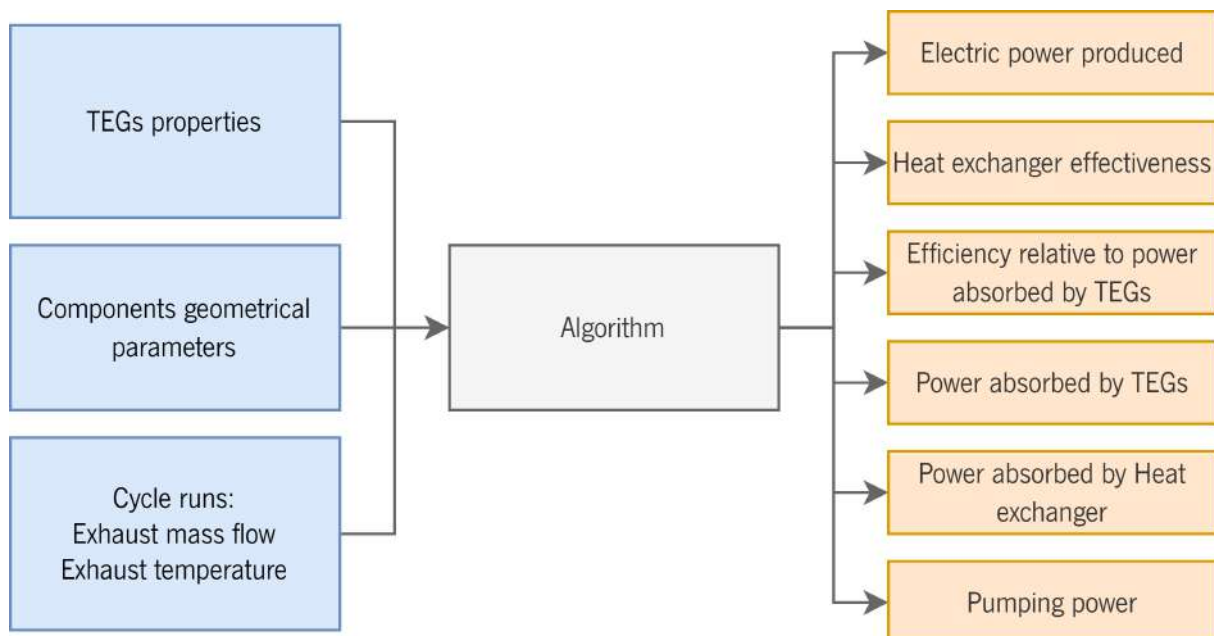 TEGs properties
Components geometrical
parameters
Cycle runs:
Exhaust mass flow
Exhaust temperature
Algorithm
Electric power produced
Heat exchanger effectiveness
Efficiency relative to power
absorbed by TEGs
Power absorbed by TEGs
Power absorbed by Heat
exchanger
Pumping power